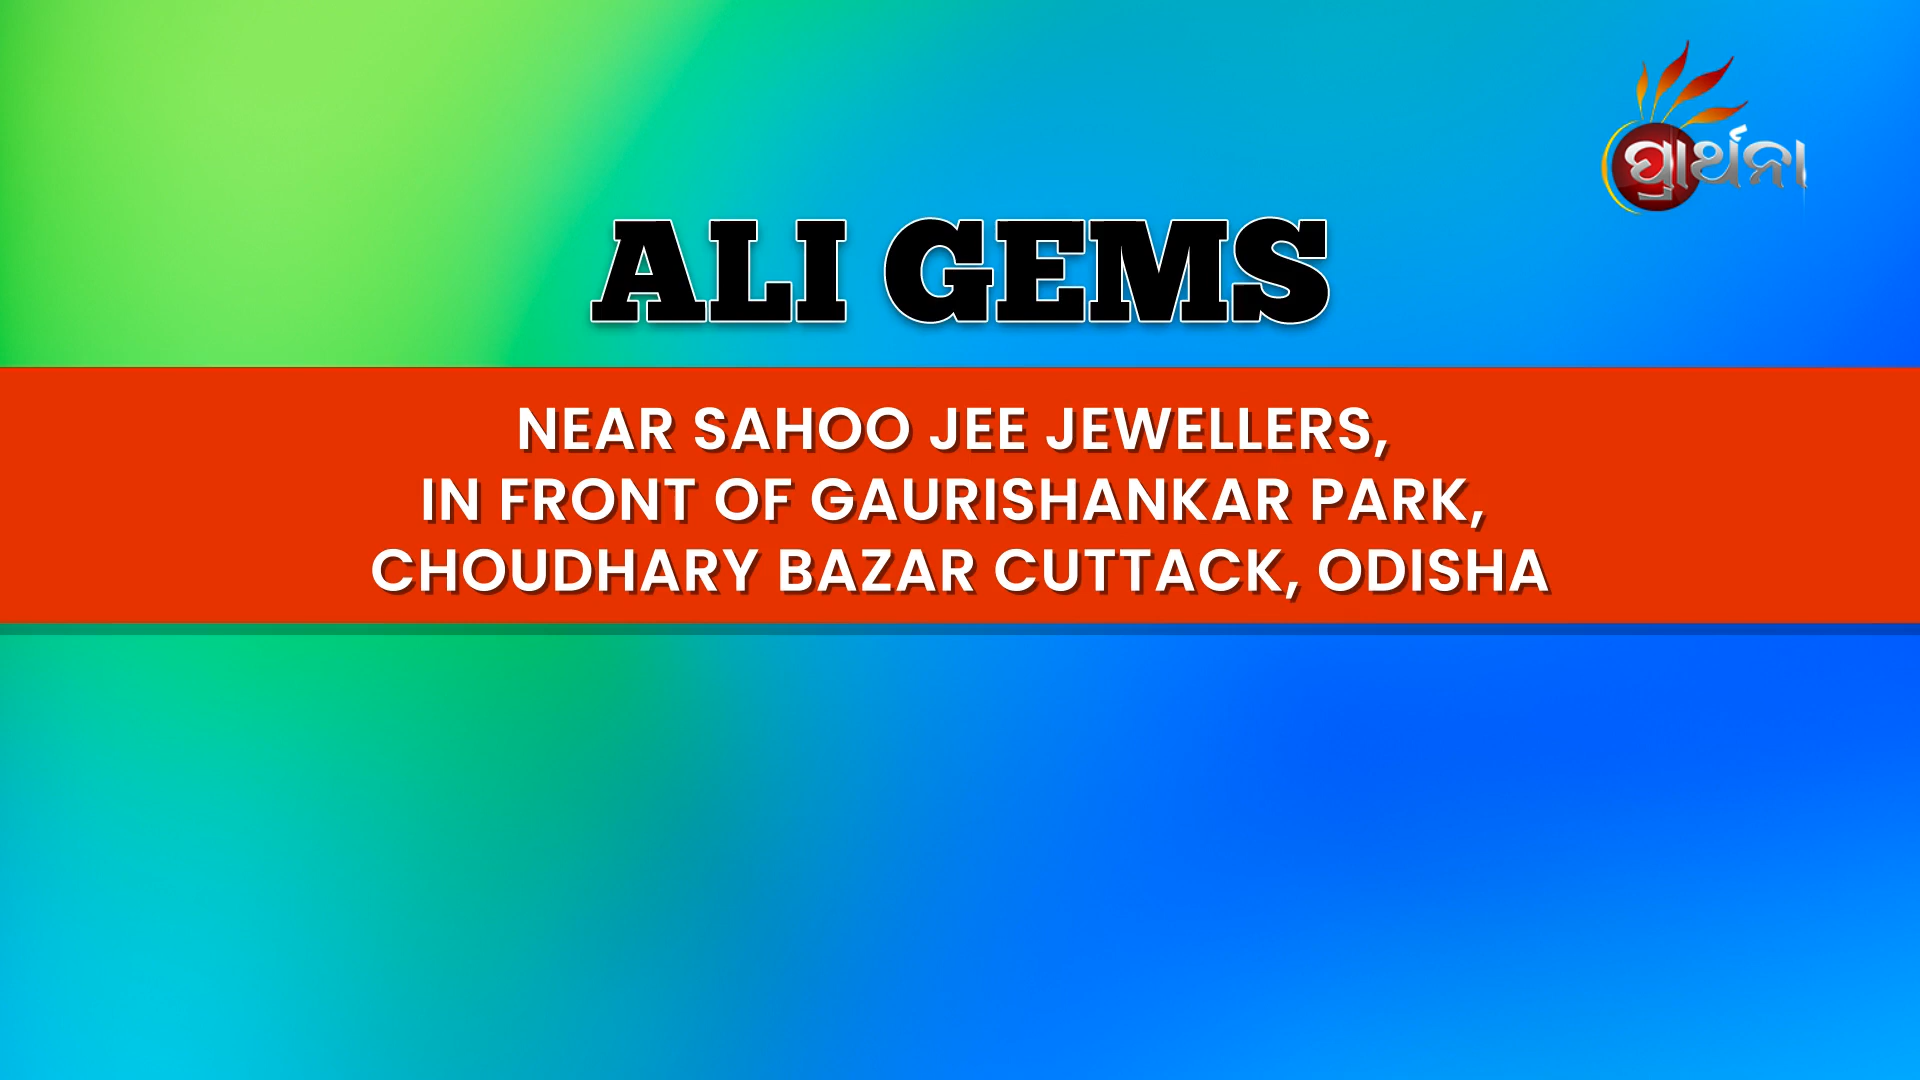 ପ୍ରାର୍ଥନା
ALI GEMS
NEAR SAHOO JEE JEWELLERS,
IN FRONT OF GAURISHANKAR PARK,
CHOUDHARY BAZAR CUTTACK, ODISHA